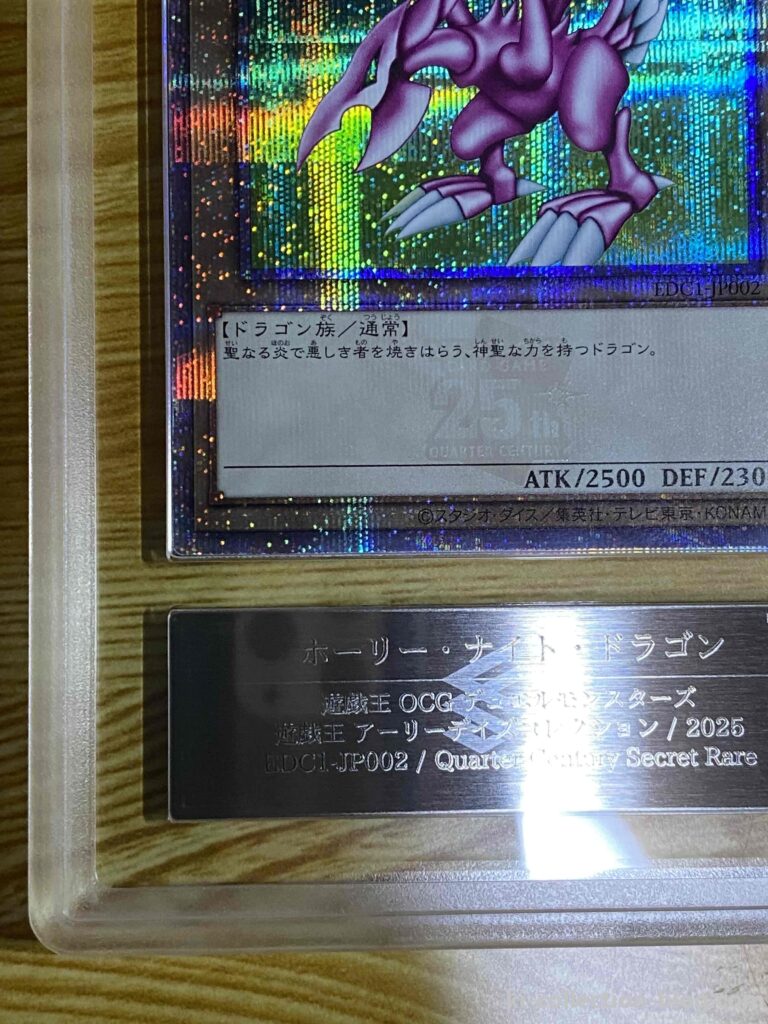 EDC1-JP002
【ドラゴン族／通常】
聖なる炎で悪しき者を焼きはらう、神聖な力を持つドラゴン。
CARD GAME
25th
QUARTER CENTURY
ATK/2500 DEF/230
©スタジオ・ダイス／集英社・テレビ東京・KONAM
ホーリー・ナイト・ドラゴン
遊戯王 OCG デュエルモンスターズ
遊戯王 アーリーデイズコレクション / 2025
EDC1-JP002 / Quarter Century Secret Rare